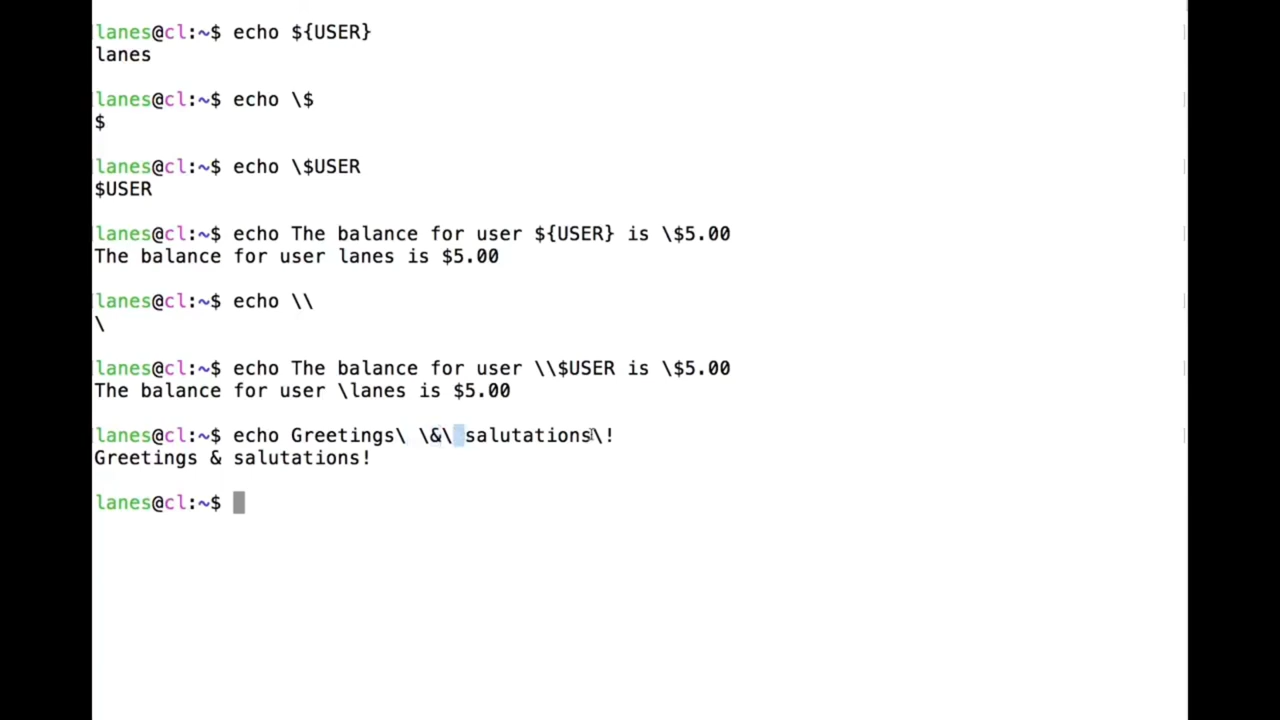 lanes@cl:~$ echo ${USER}
lanes
lanes@cl:~$ echo \$
$
lanes@cl:~$ echo \$USER
$USER
lanes@cl:~$ echo The balance for user ${USER} is \$5.00
The balance for user lanes is $5.00
lanes@cl:~$ echo \\
\
lanes@cl:~$ echo The balance for user \\$USER is \$5.00
The balance for user \lanes is $5.00
lanes@cl:~$ echo Greetings\ \&\ salutations\!
Greetings & salutations!
lanes@cl:~$